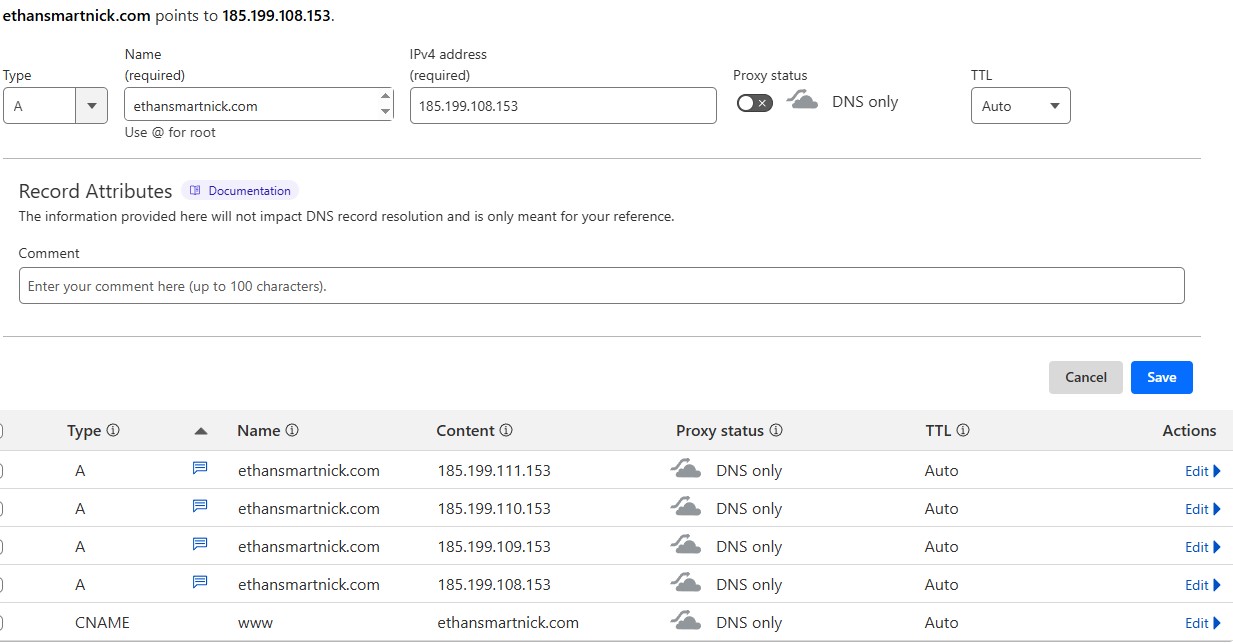 ethansmartnick.com points to 185.199.108.153.
Type
Name
(required)
IPv4 address
(required)
Proxy status
TTL
A
ethansmartnick.com
185.199.108.153
DNS only
Auto
Use @ for root
Record Attributes
Documentation
The information provided here will not impact DNS record resolution and is only meant for your reference.
Comment
Enter your comment here (up to 100 characters).
Cancel
Save
Type Name Content Proxy status TTL Actions
A ethansmartnick.com 185.199.111.153 DNS only Auto Edit
A ethansmartnick.com 185.199.110.153 DNS only Auto Edit
A ethansmartnick.com 185.199.109.153 DNS only Auto Edit
A ethansmartnick.com 185.199.108.153 DNS only Auto Edit
CNAME www ethansmartnick.com DNS only Auto Edit